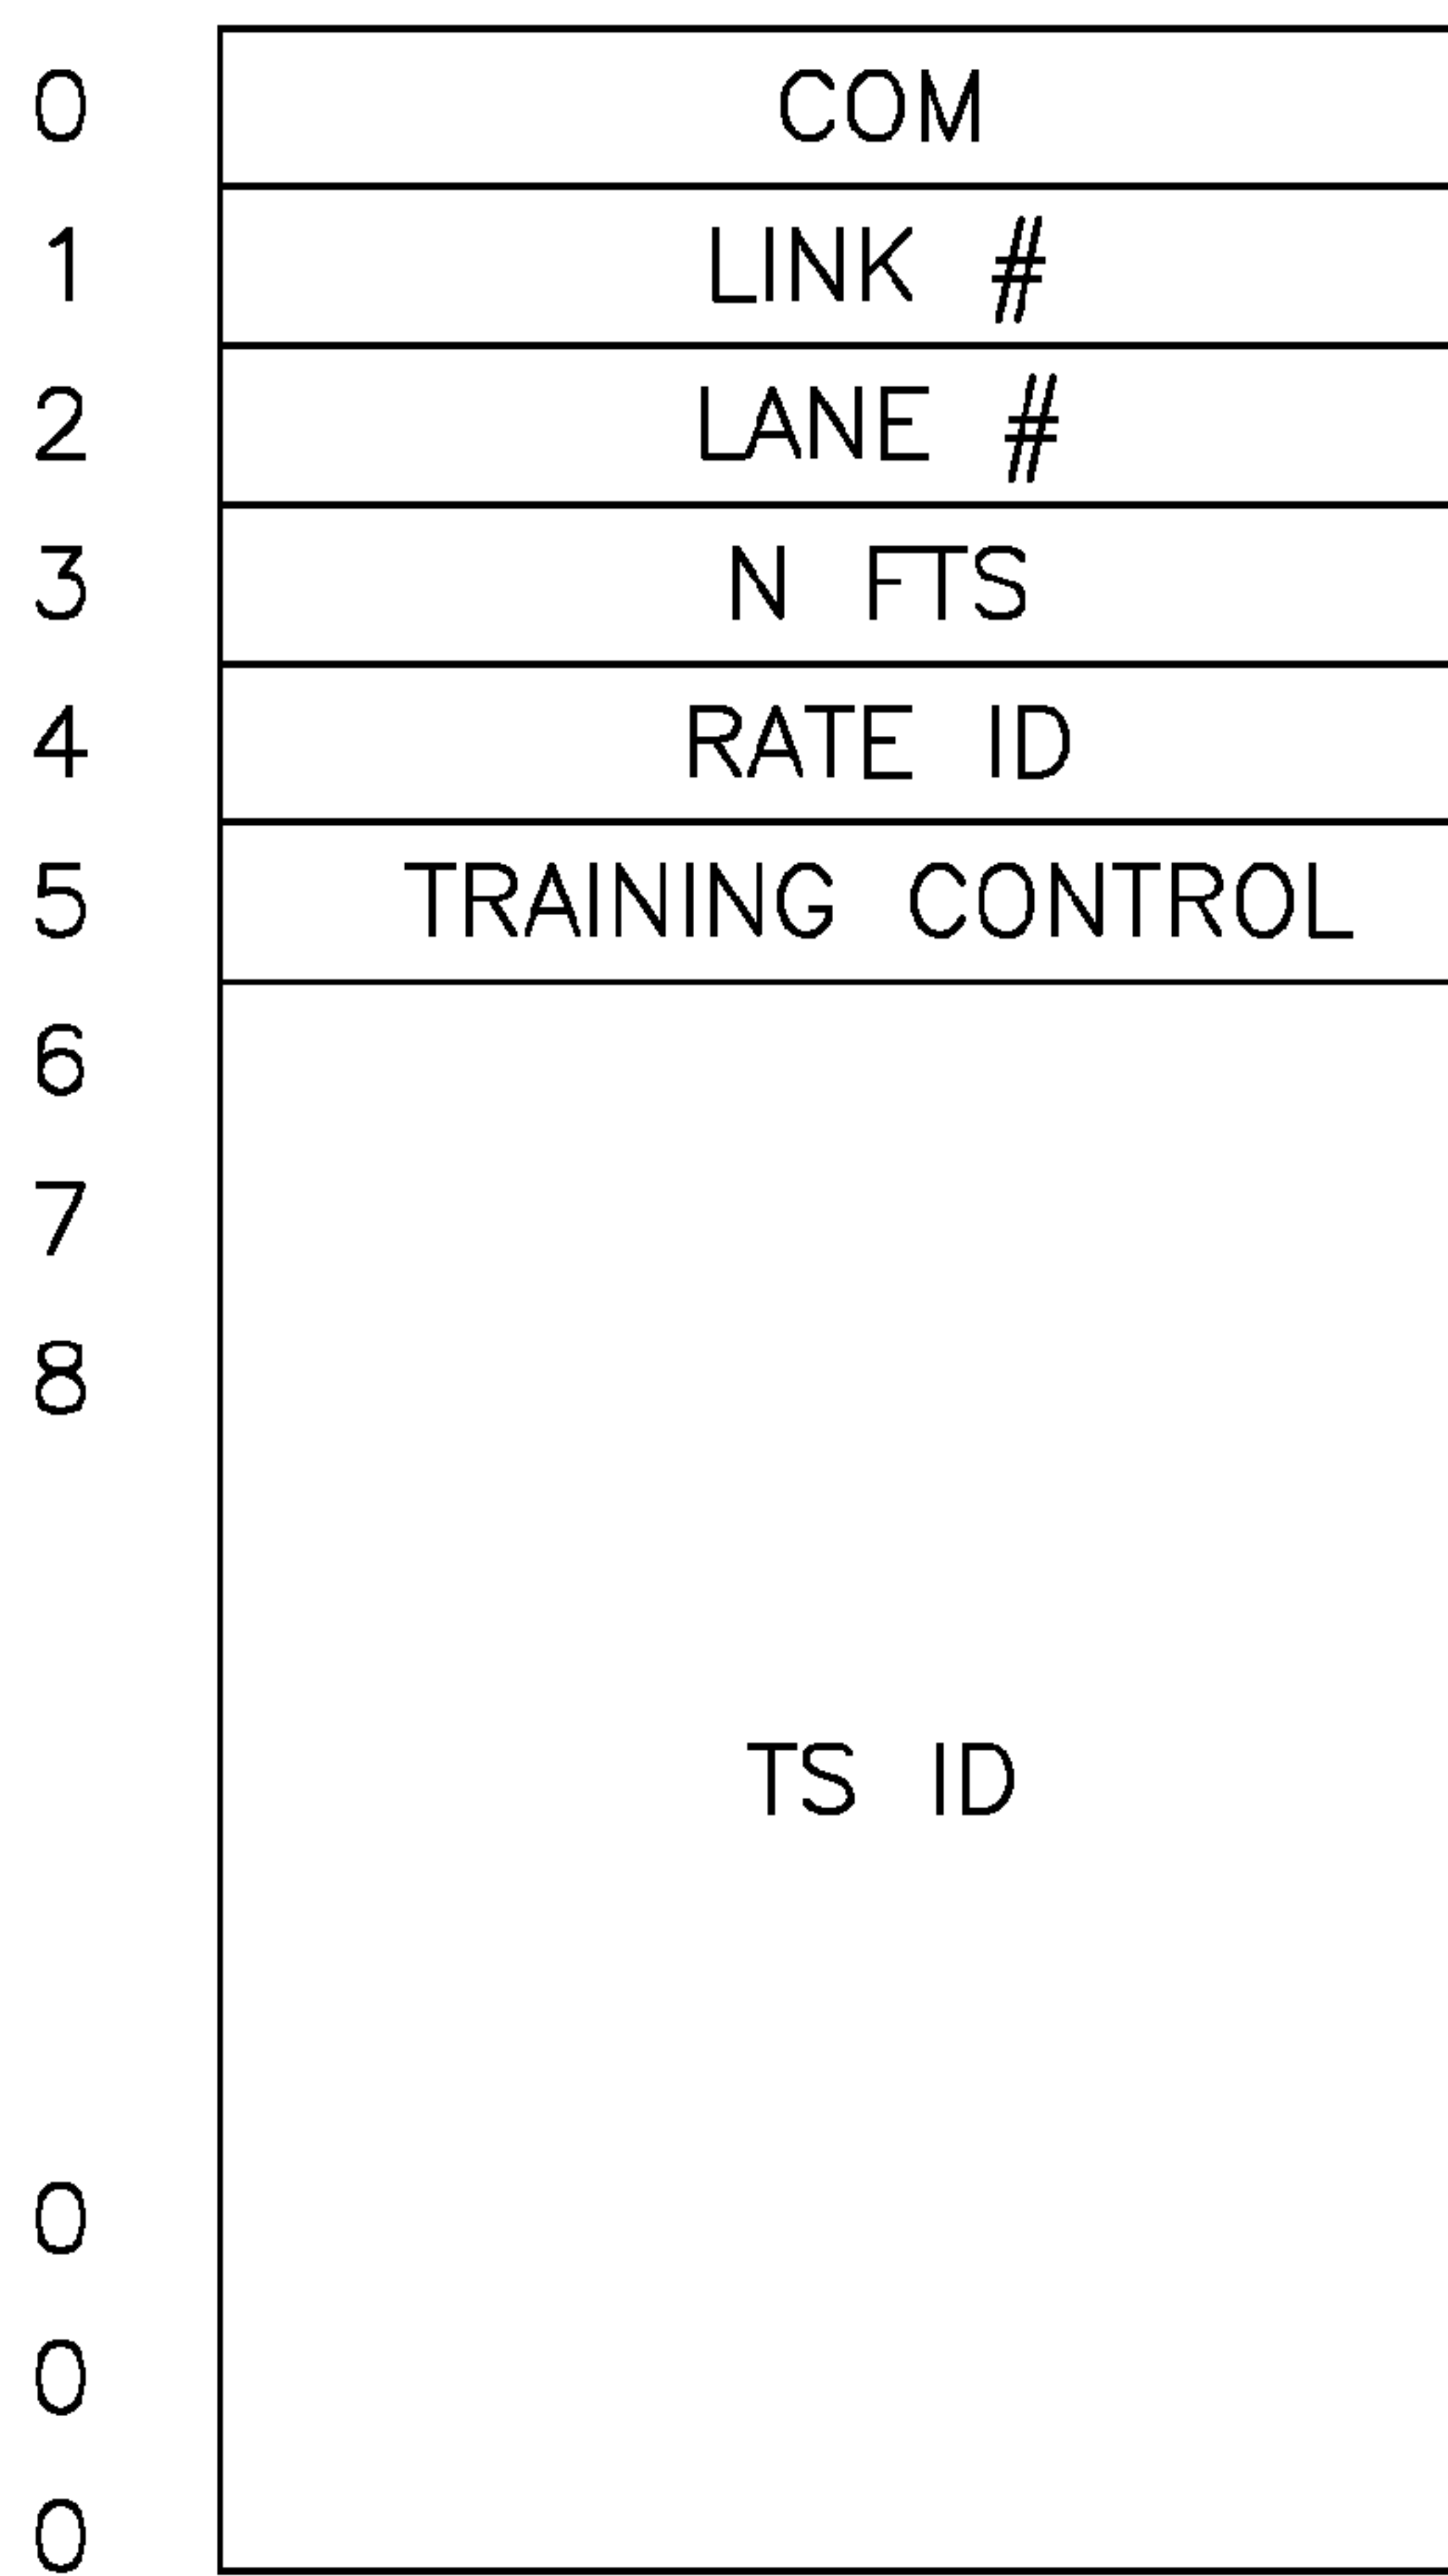 0 COM
1 LINK #
2 LANE #
3 N FTS
4 RATE ID
5 TRAINING CONTROL
6
7
8
TS ID
0
0
0